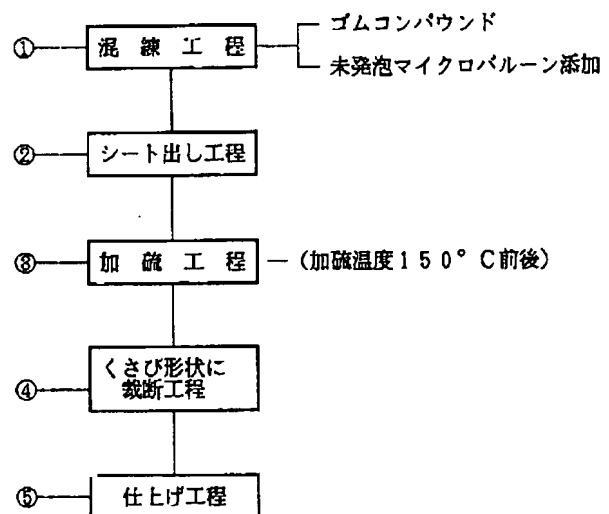 ① 混練工程
ゴムコンパウンド
未発泡マイクロバルーン添加
② シート出し工程
⑧ 加硫工程 — (加硫温度150°C前後)
④ くさび形状に
裁断工程
⑤ 仕上げ工程